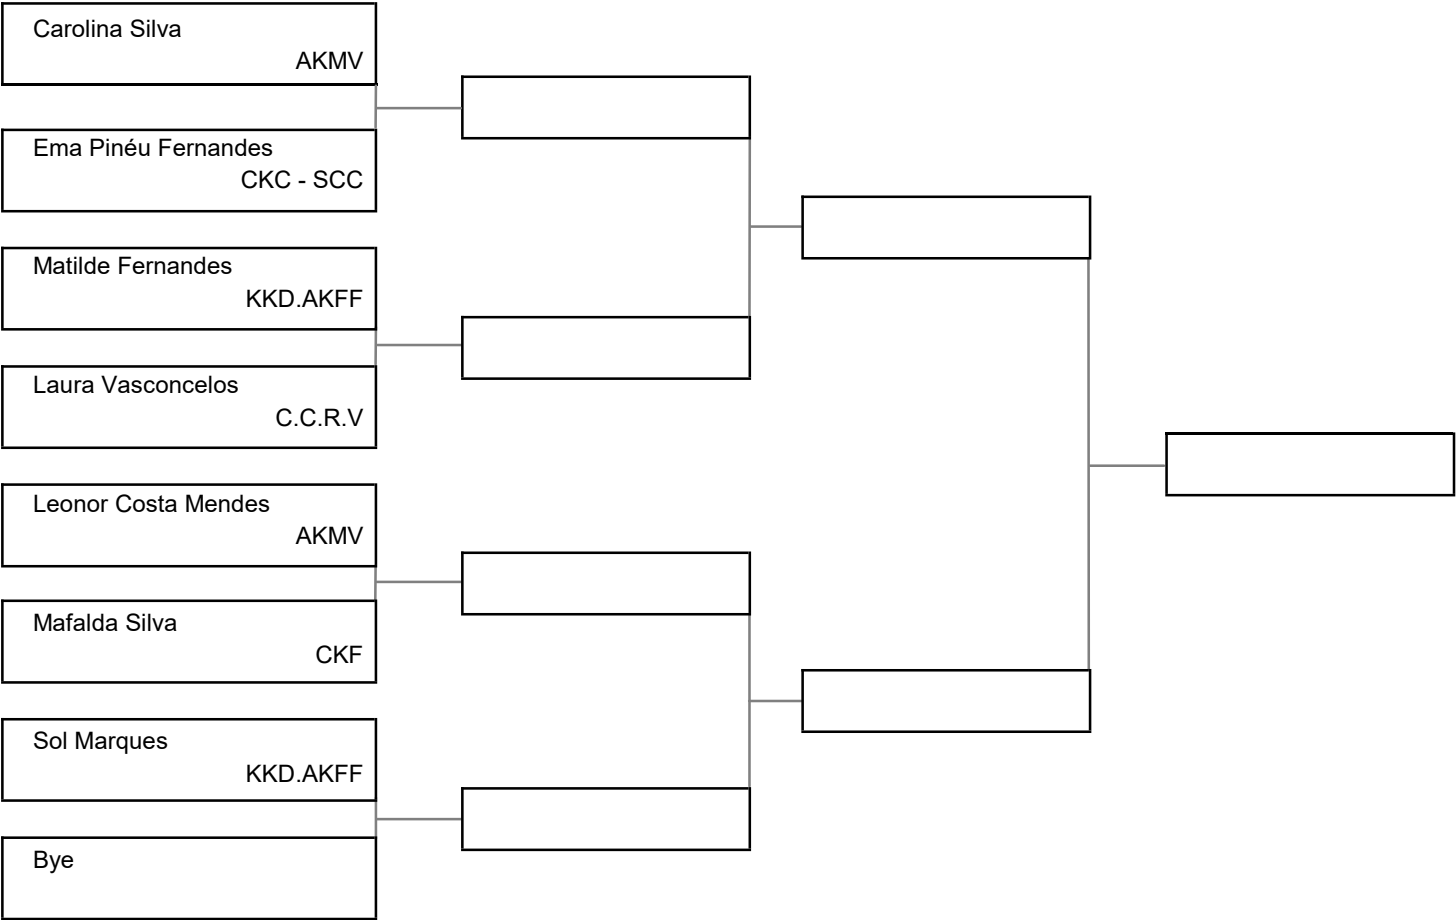 Carolina Silva
AKMV
Ema Pinéu Fernandes
CKC - SCC
Matilde Fernandes
KKD.AKFF
Laura Vasconcelos
C.C.R.V
Leonor Costa Mendes
AKMV
Mafalda Silva
CKF
Sol Marques
KKD.AKFF
Bye